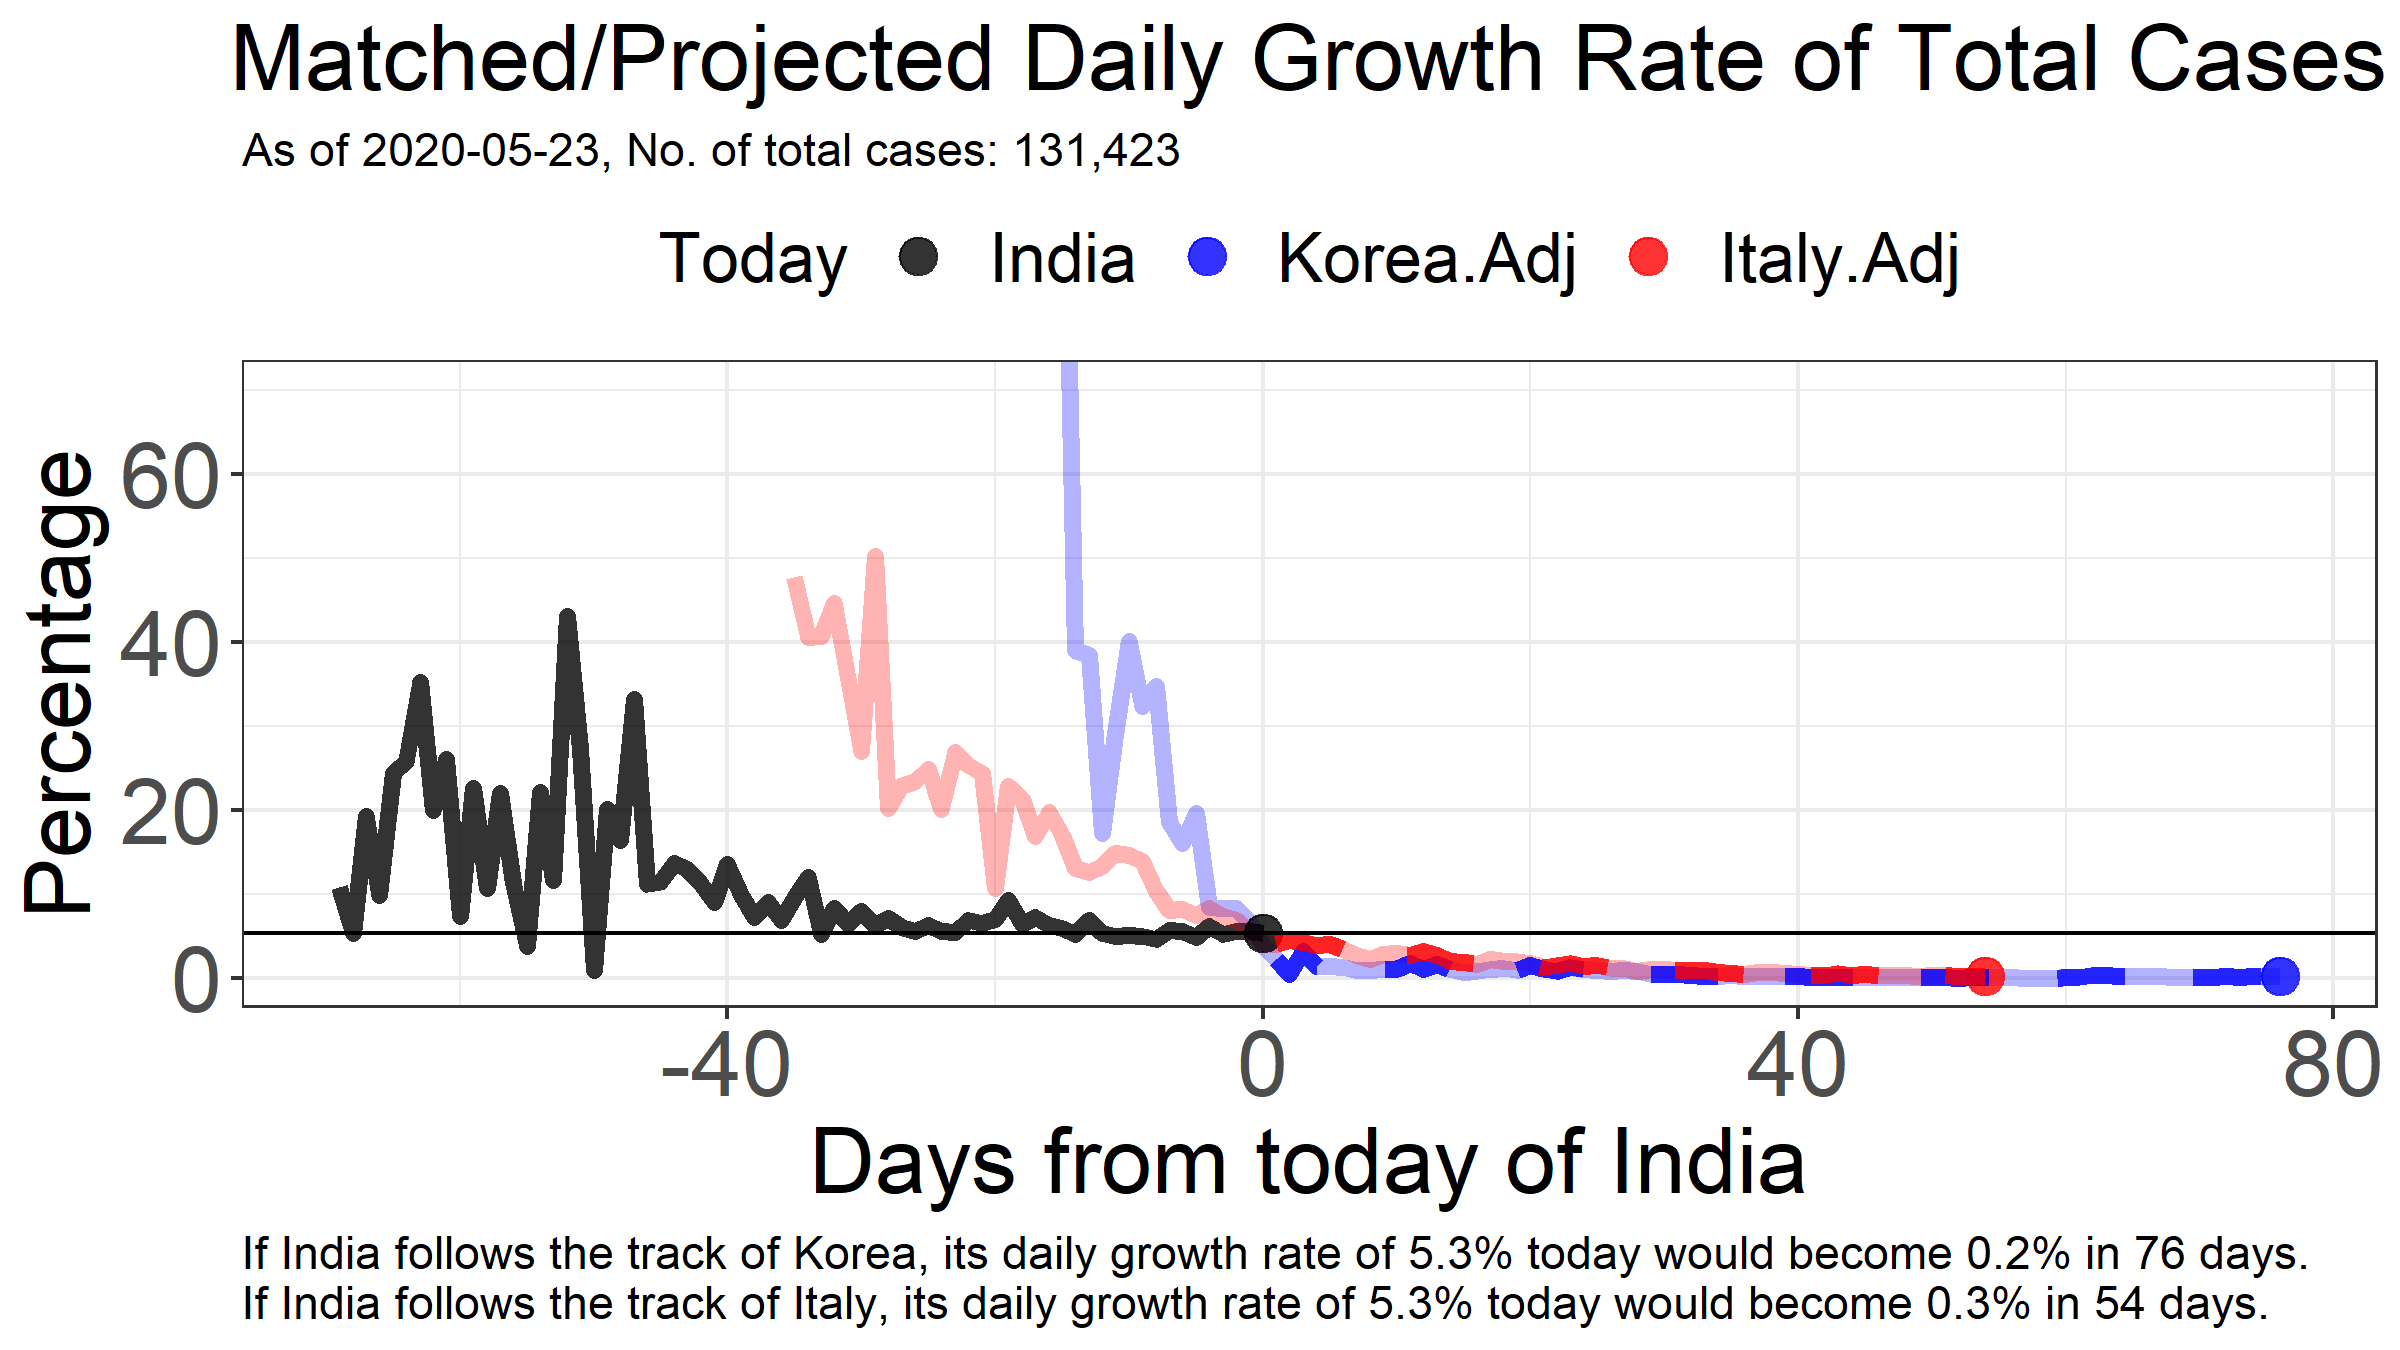 Matched/Projected Daily Growth Rate of Total Cases
As of 2020-05-23, No. of total cases: 131,423
Today India Korea.Adj Italy.Adj
Percentage
60
40
20
0
-40 0 40 80
Days from today of India
If India follows the track of Korea, its daily growth rate of 5.3% today would become 0.2% in 76 days.
If India follows the track of Italy, its daily growth rate of 5.3% today would become 0.3% in 54 days.